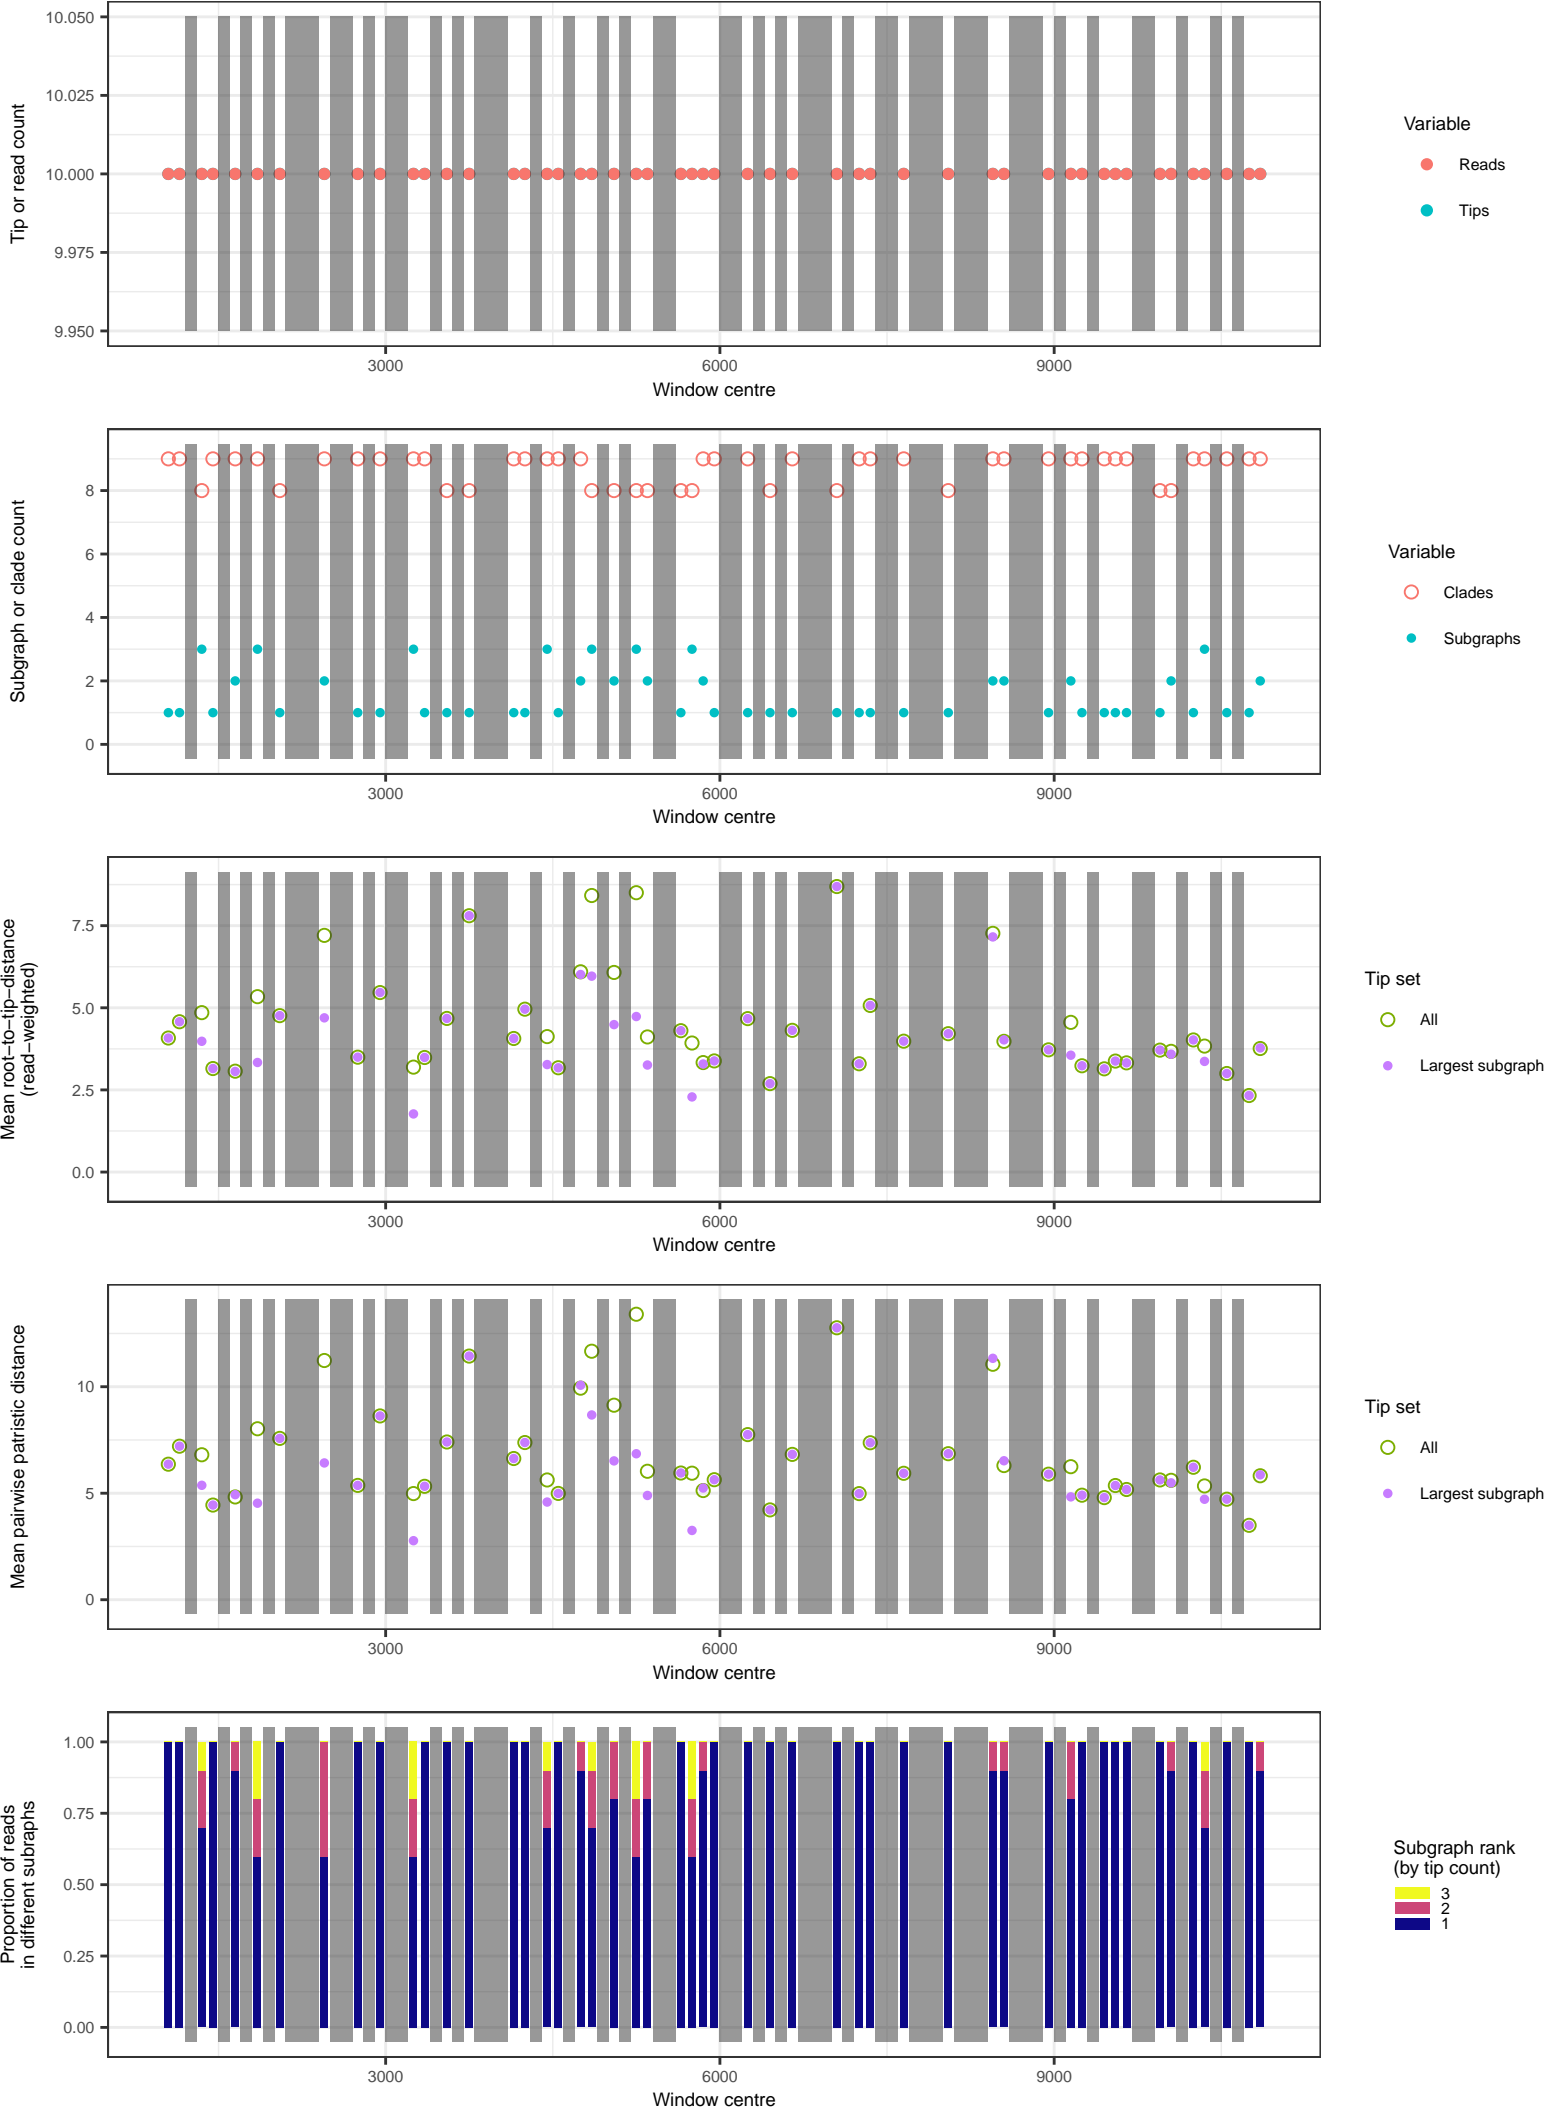 10.050
10.025
10.000
9.975
9.950
Tip or read count
3000
6000
9000
Window centre
Variable
Reads
Tips
8
6
4
2
0
Subgraph or clade count
3000
6000
9000
Window centre
Variable
Clades
Subgraphs
7.5
5.0
2.5
0.0
Mean root−to−tip−distance
(read−weighted)
3000
6000
9000
Window centre
Tip set
All
Largest subgraph
10
5
0
Mean pairwise patristic distance
3000
6000
9000
Window centre
Tip set
All
Largest subgraph
1.00
0.75
0.50
0.25
0.00
Proportion of reads
in different subraphs
3000
6000
9000
Window centre
Subgraph rank
(by tip count)
3
2
1